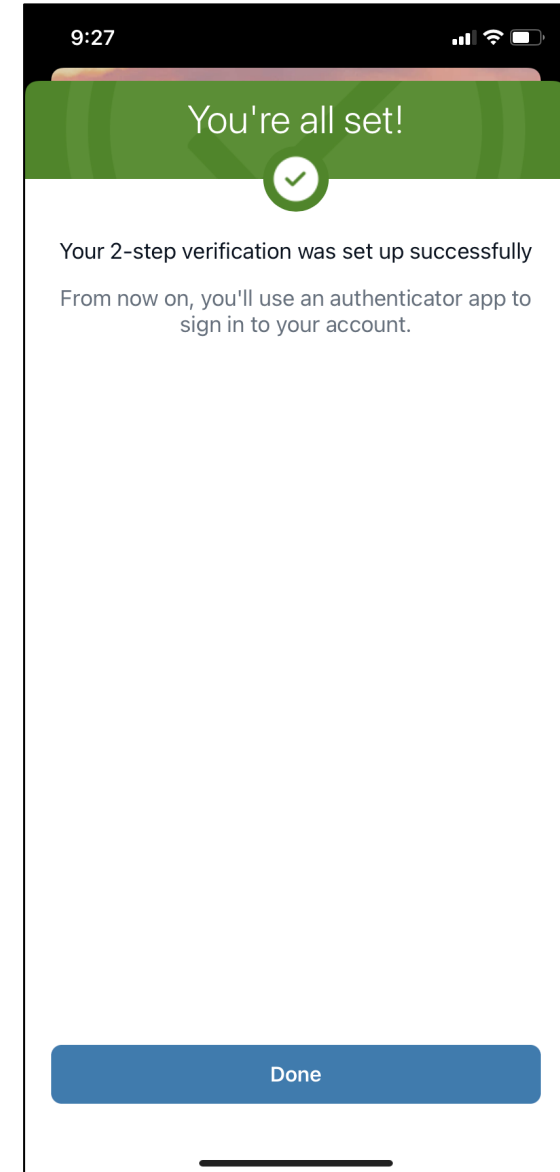 9:27
You're all set!
Your 2-step verification was set up successfully
From now on, you'll use an authenticator app to
sign in to your account.
Done